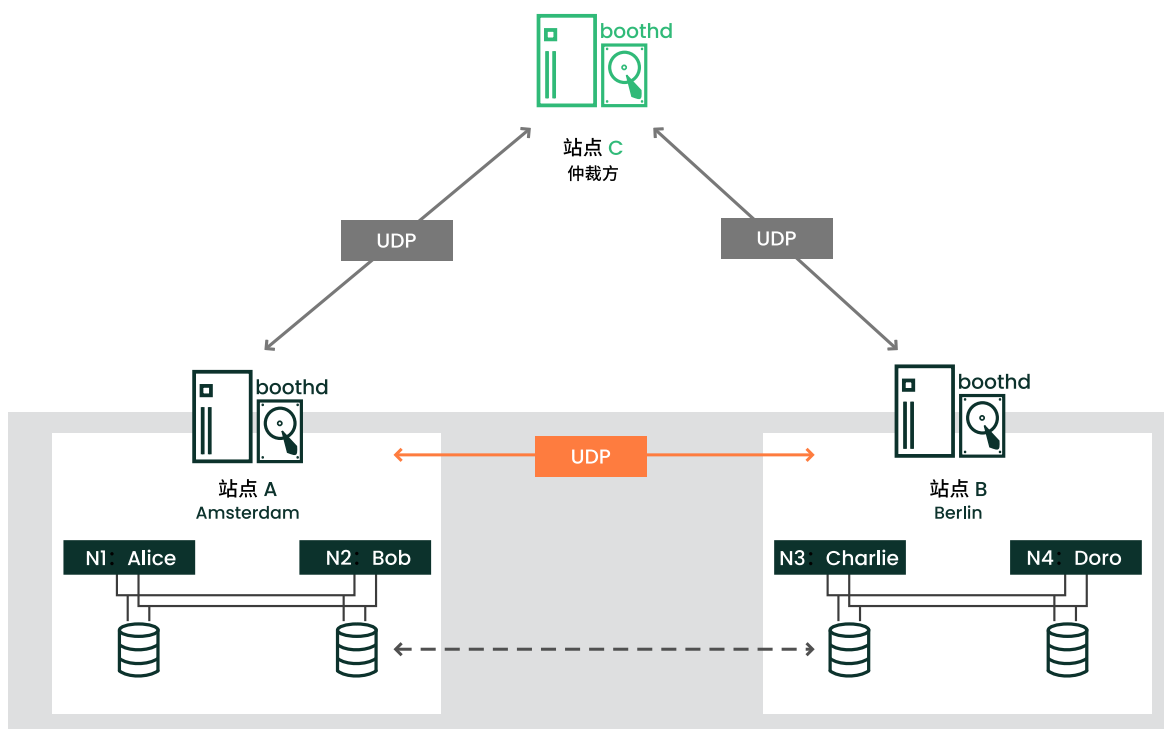 boothd
站点 C
仲裁方
UDP
UDP
boothd
boothd
UDP
站点 A
Amsterdam
站点 B
Berlin
N1：Alice
N2：Bob
N3：Charlie
N4：Doro